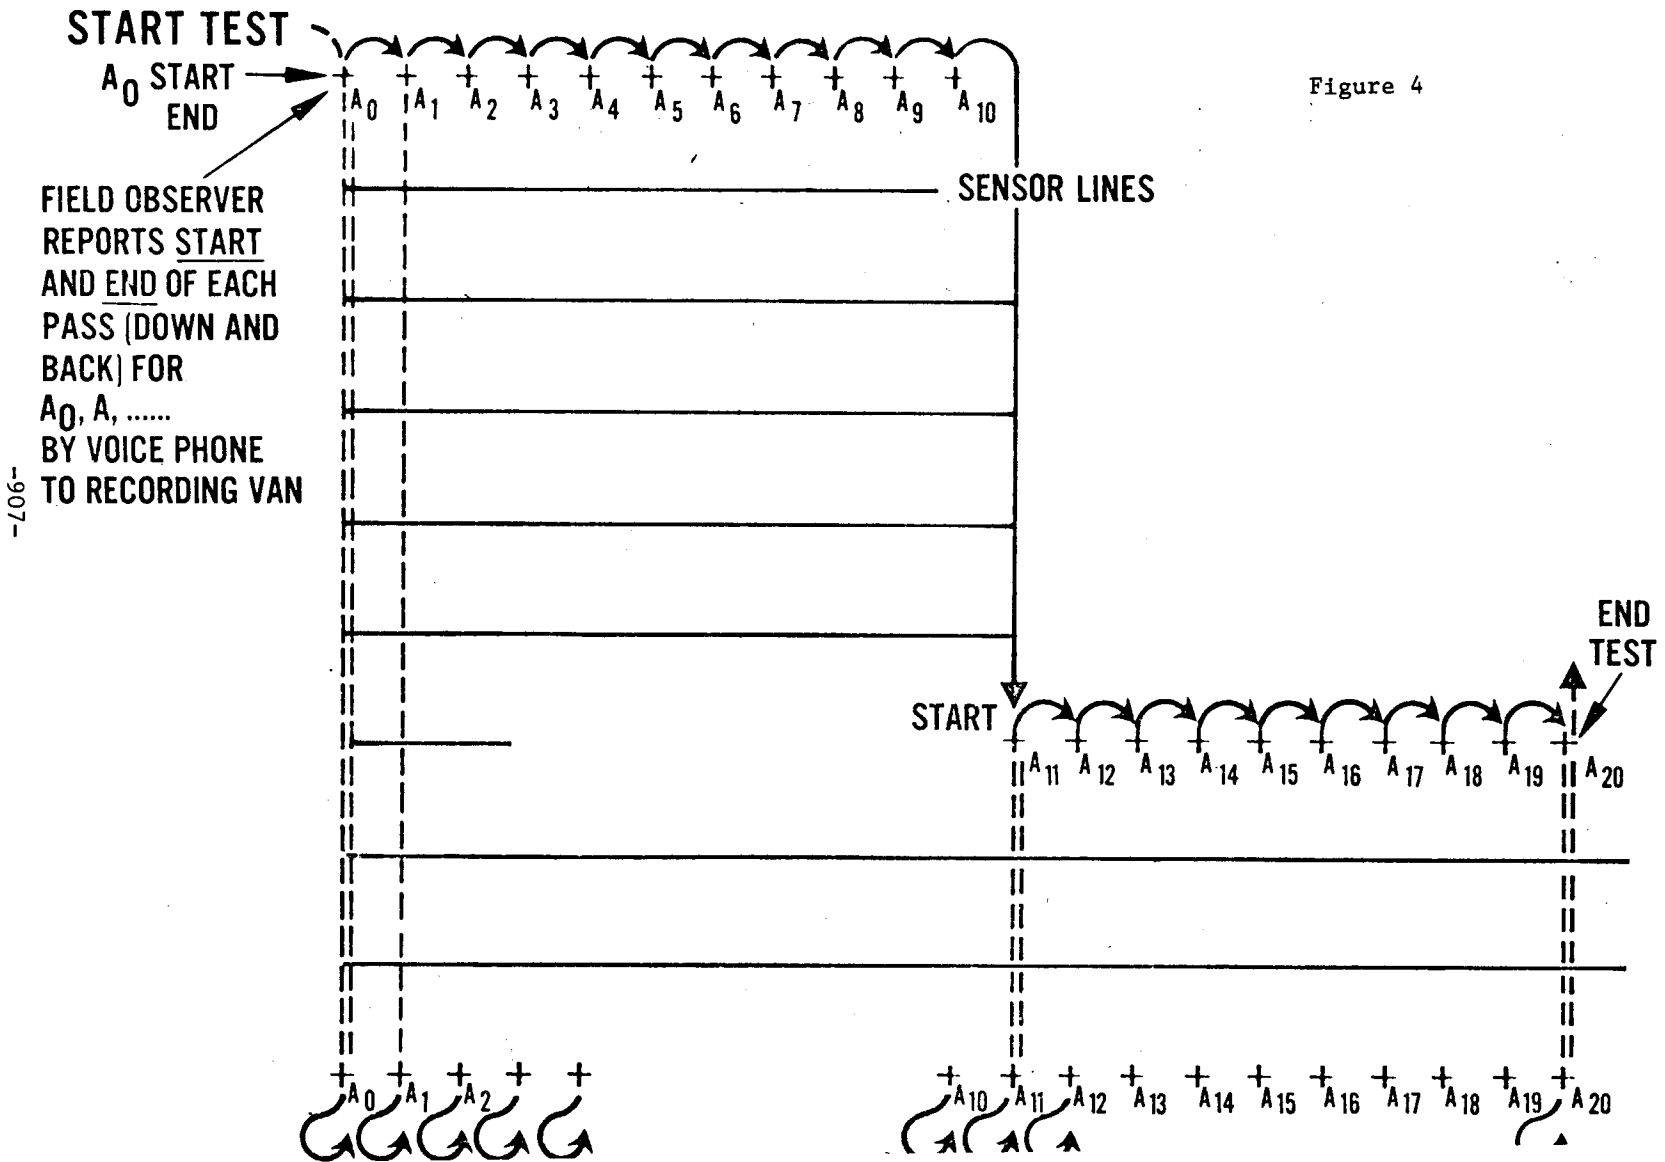 START TEST
A0 START
END
A0 A1 A2 A3 A4 A5 A6 A7 A8 A9 A10
Figure 4
SENSOR LINES
FIELD OBSERVER
REPORTS START
AND END OF EACH
PASS (DOWN AND
BACK) FOR
A0, A, ......
BY VOICE PHONE
TO RECORDING VAN
-907-
END
TEST
START
A11 A12 A13 A14 A15 A16 A17 A18 A19 A20
A0 A1 A2 A10 A11 A12 A13 A14 A15 A16 A17 A18 A19 A20